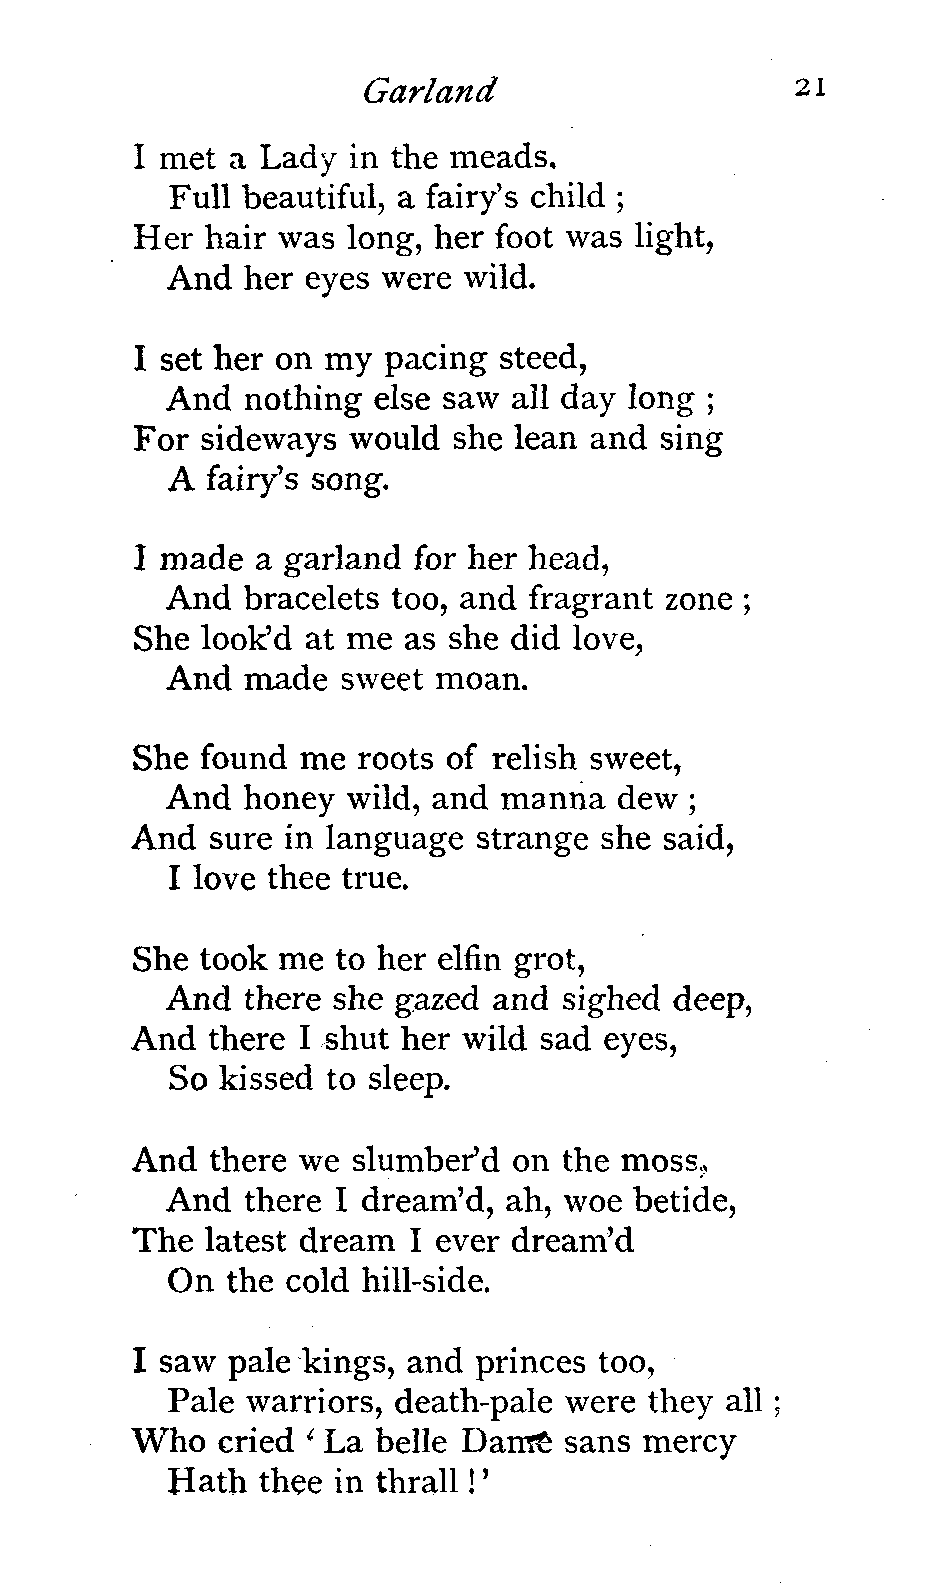 Garland 21
I met a Lady in the meads.
Full beautiful, a fairy's child ;
Her hair was long, her foot was light,
And her eyes were wild.
I set her on my pacing steed,
And nothing else saw all day long ;
For sideways would she lean and sing
A fairy's song.
I made a garland for her head,
And bracelets too, and fragrant zone ;
She look'd at me as she did love,
And made sweet moan.
She found me roots of relish sweet,
And honey wild, and manna dew ;
And sure in language strange she said,
I love thee true.
She took me to her elfin grot,
And there she gazed and sighed deep,
And there I shut her wild sad eyes,
So kissed to sleep.
And there we slumber'd on the moss,
And there I dream'd, ah, woe betide,
The latest dream I ever dream'd
On the cold hill-side.
I saw pale kings, and princes too,
Pale warriors, death-pale were they all ;
Who cried ‘ La belle Dame sans mercy
Hath thee in thrall ! ’